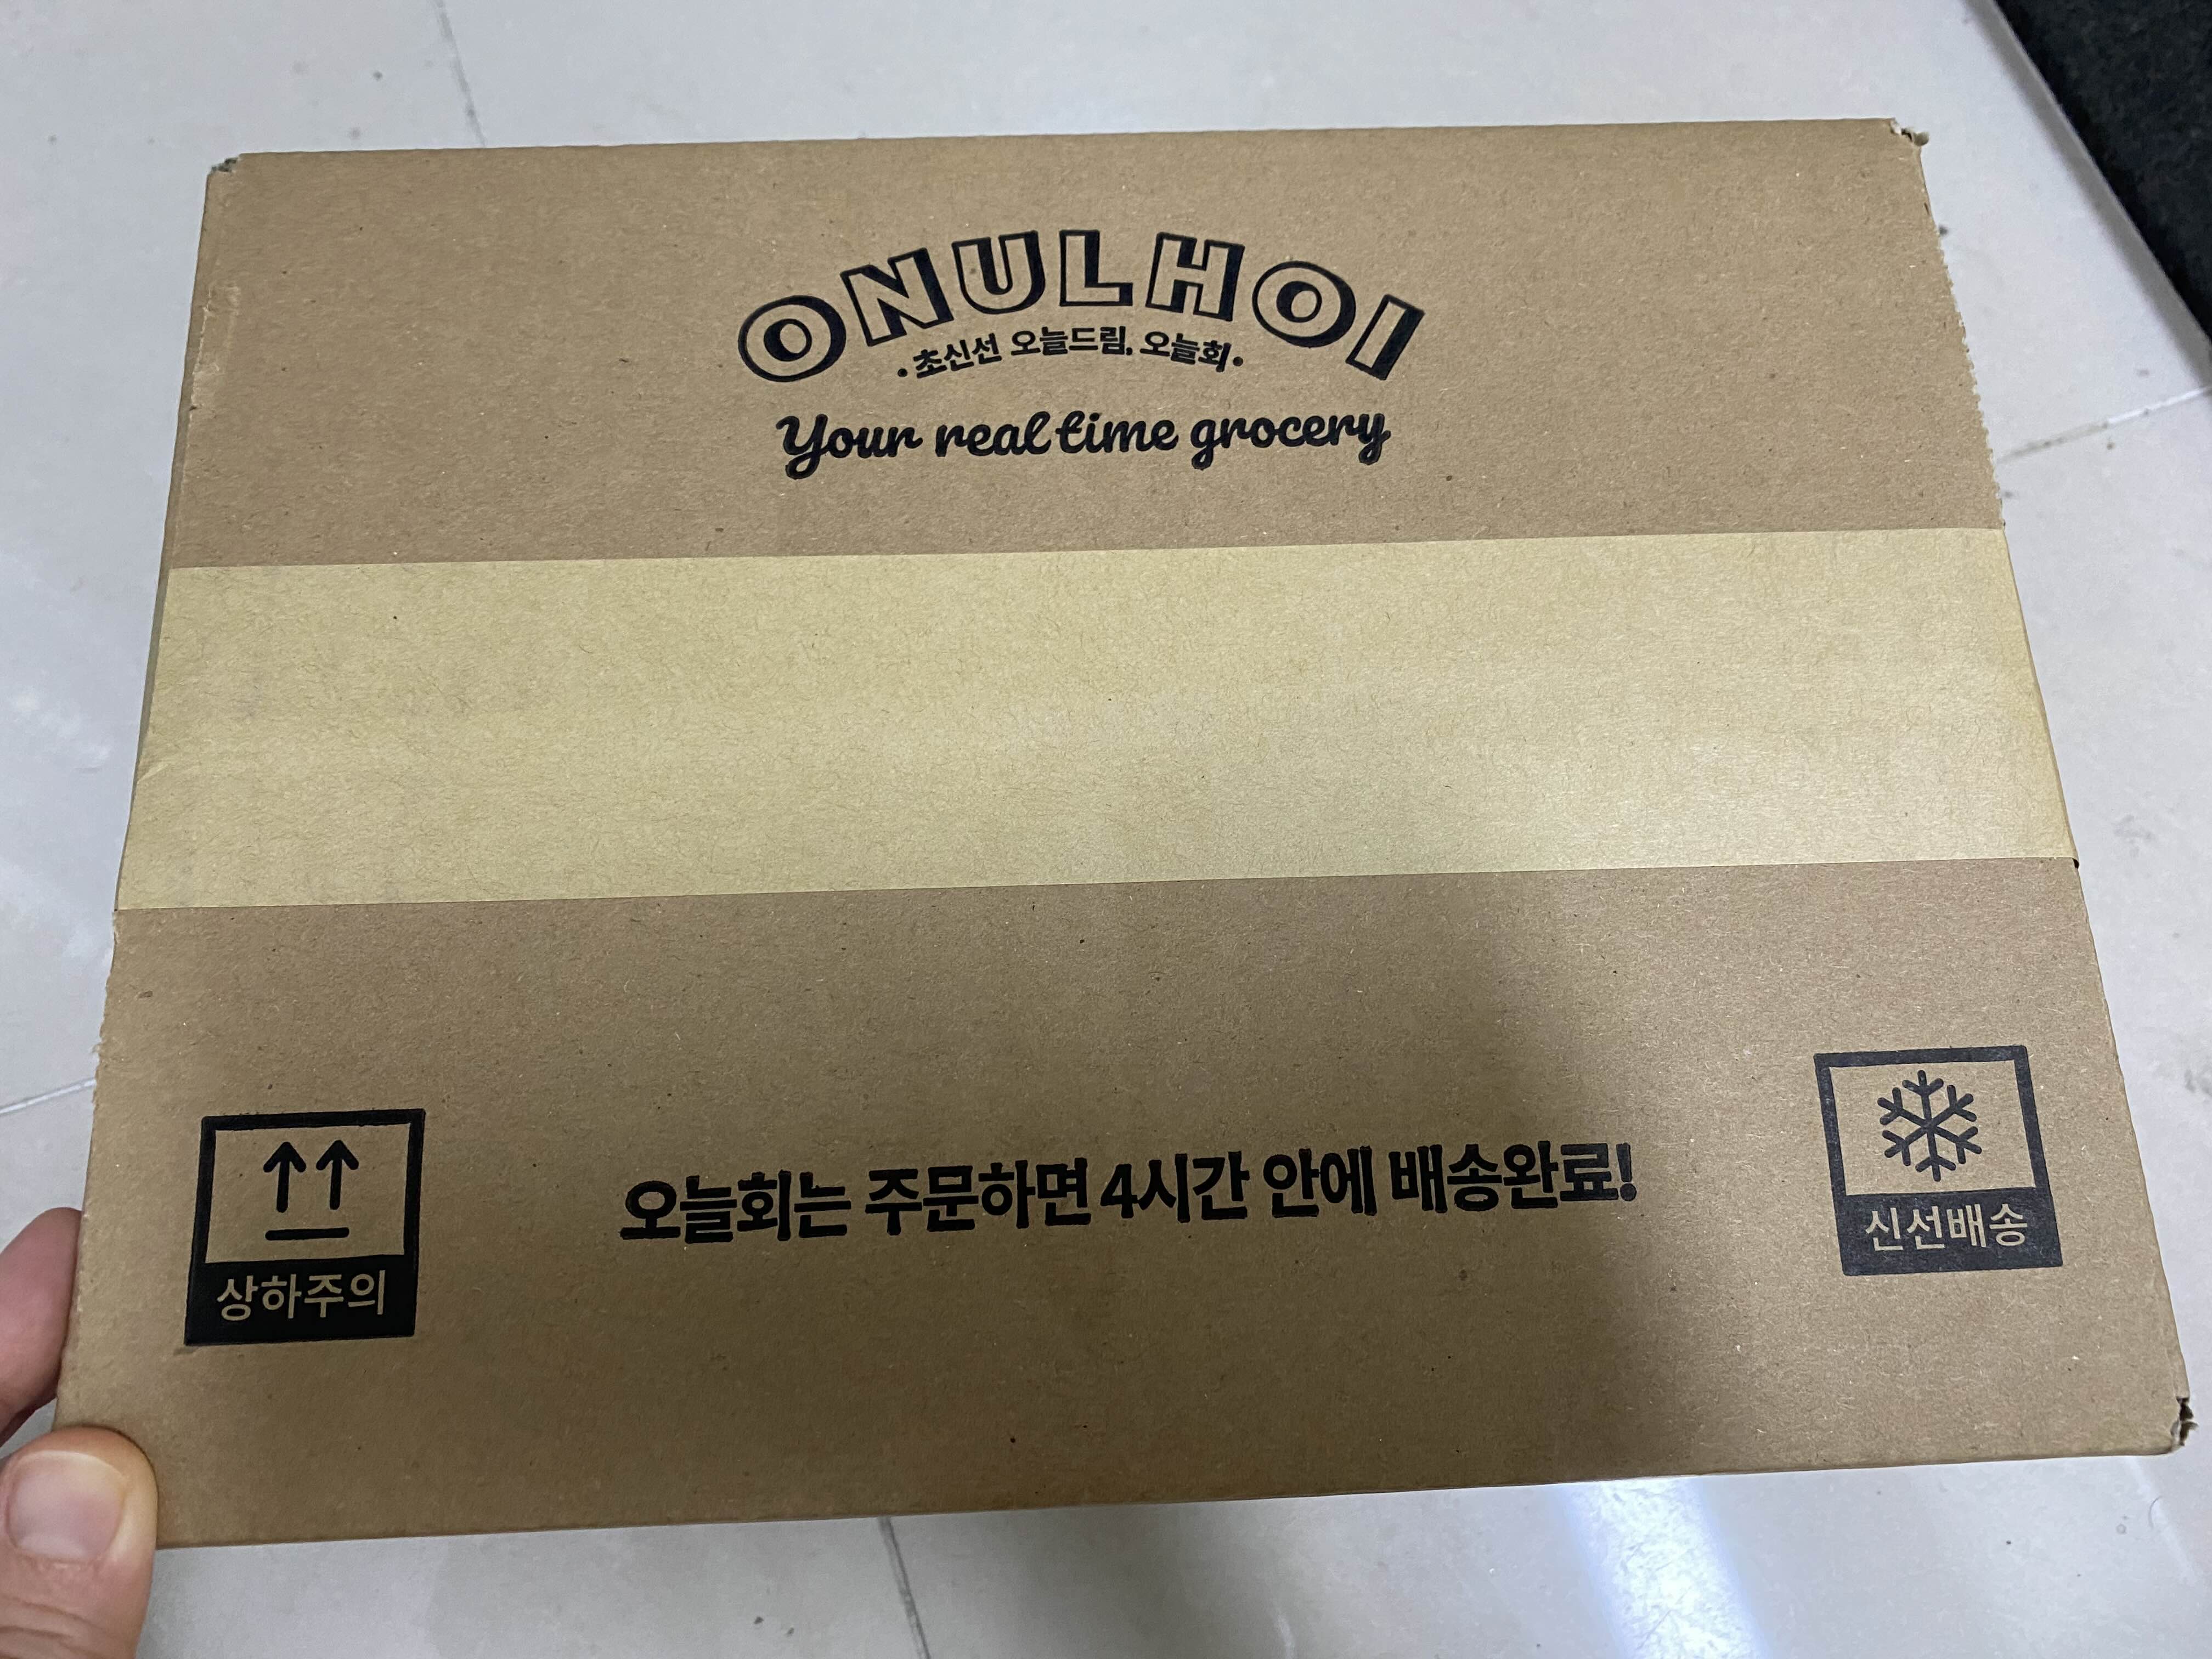 ONULHOI
· 초신선 오늘드림, 오늘회 ·
Your real time grocery
상하주의
오늘회는 주문하면 4시간 안에 배송완료!
신선배송